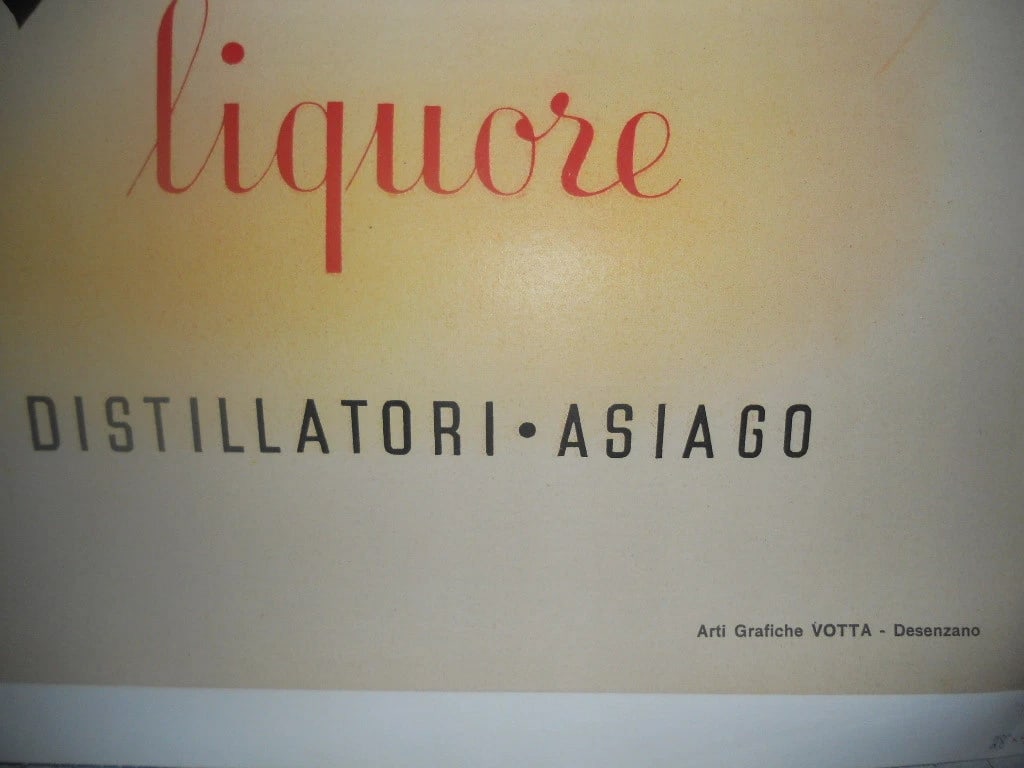 liquore
DISTILLATORI • ASIAGO
Arti Grafiche VOTTA - Desenzano